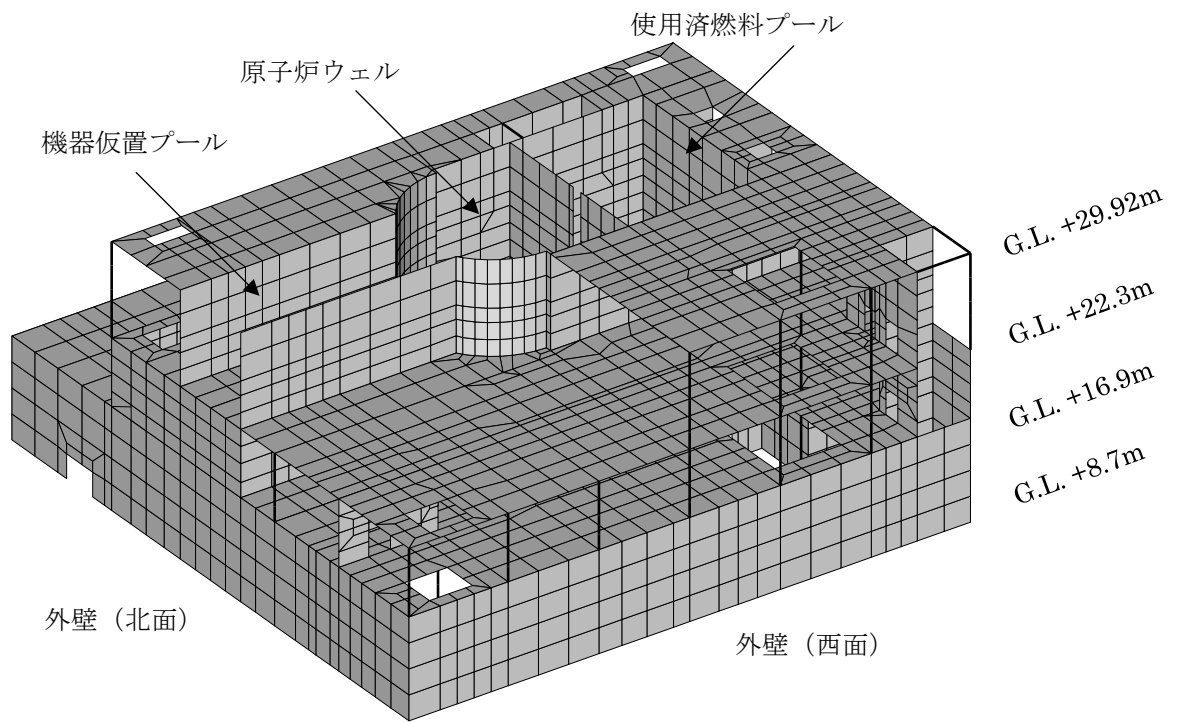 使用済燃料プール
原子炉ウェル
機器仮置プール
G.L. +29.92m
G.L. +22.3m
G.L. +16.9m
G.L. +8.7m
外壁（北面）
外壁（西面）